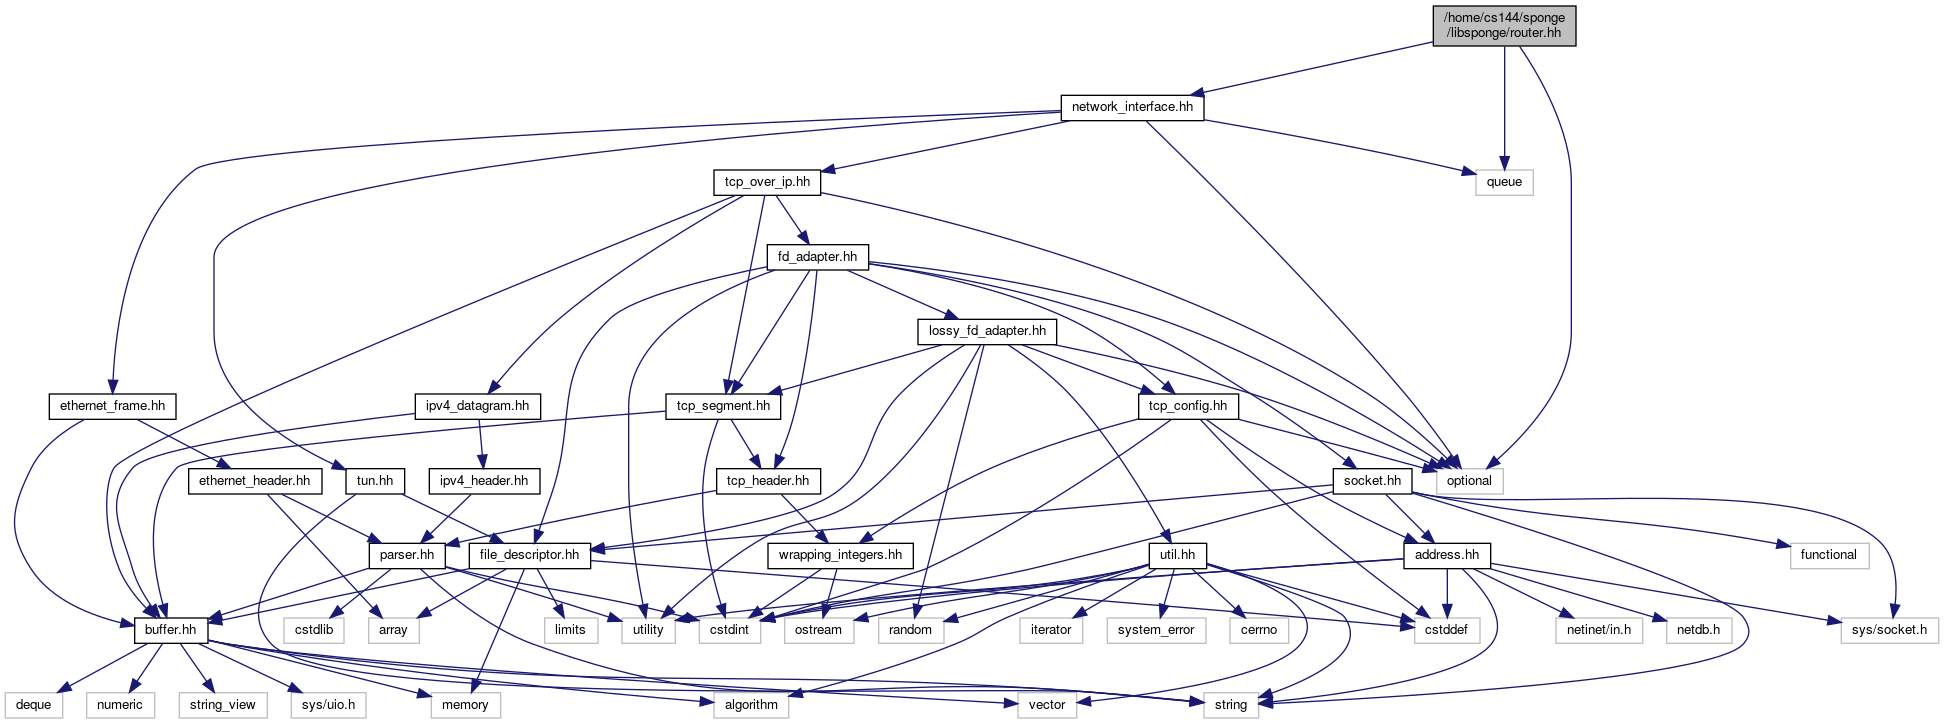 /home/cs144/sponge
/libsponge/router.hh
network_interface.hh
tcp_over_ip.hh
queue
fd_adapter.hh
lossy_fd_adapter.hh
ethernet_frame.hh
ipv4_datagram.hh
tcp_segment.hh
tcp_config.hh
ethernet_header.hh
tun.hh
ipv4_header.hh
tcp_header.hh
socket.hh
optional
parser.hh
file_descriptor.hh
wrapping_integers.hh
util.hh
address.hh
functional
buffer.hh
cstdlib
array
limits
utility
cstdint
ostream
random
iterator
system_error
cerrno
cstddef
netinet/in.h
netdb.h
sys/socket.h
deque
numeric
string_view
sys/uio.h
memory
algorithm
vector
string